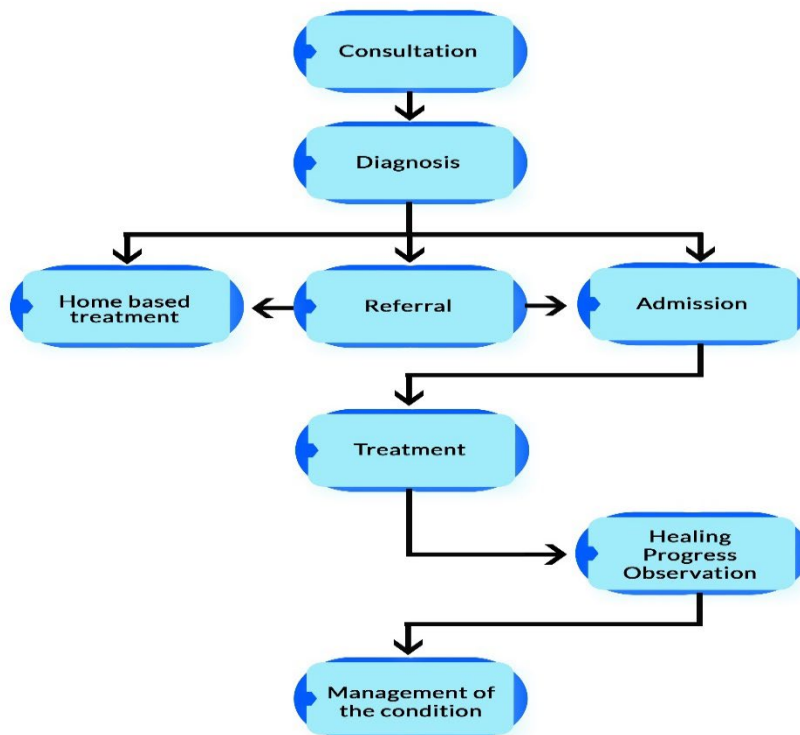 Consultation
Diagnosis
Home based
treatment
Referral
Admission
Treatment
Healing
Progress
Observation
Management of
the condition